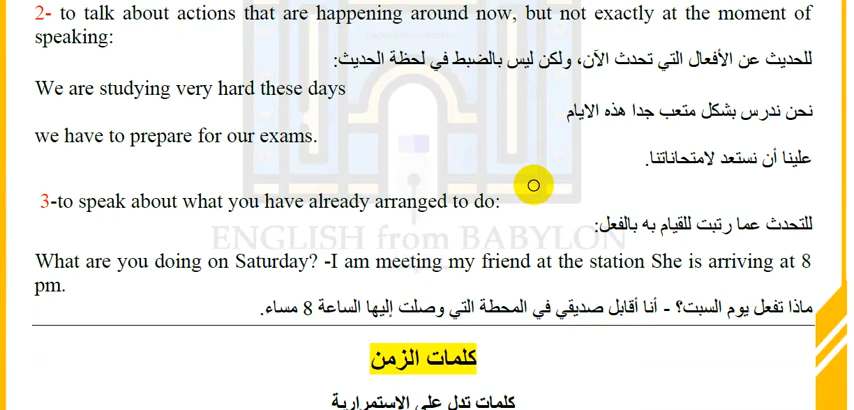 2- to talk about actions that are happening around now, but not exactly at the moment of
speaking:
للحديث عن الأفعال التي تحدث الآن، ولكن ليس بالضبط في لحظة الحديث:
We are studying very hard these days
نحن ندرس بشكل متعب جدا هذه الايام
we have to prepare for our exams.
علينا أن نستعد لامتحاناتنا.
3-to speak about what you have already arranged to do:
للتحدث عما رتبت للقيام به بالفعل:
ENGLISH from BABYLON
What are you doing on Saturday? -I am meeting my friend at the station She is arriving at 8
pm.
ماذا تفعل يوم السبت؟ - أنا أقابل صديقي في المحطة التي وصلت إليها الساعة 8 مساء.
كلمات الزمن
كلمات تدل على الاستمرارية